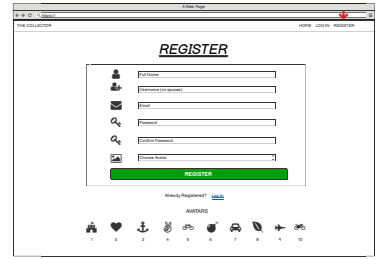 A Web Page
https://
THE COLLECTOR HOME LOG IN REGISTER
REGISTER
Full Name
Username (no spaces)
Email
Password
Confirm Password
Choose Avatar
REGISTER
Already Registered? Log In
AVATARS
1 2 3 4 5 6 7 8 9 10